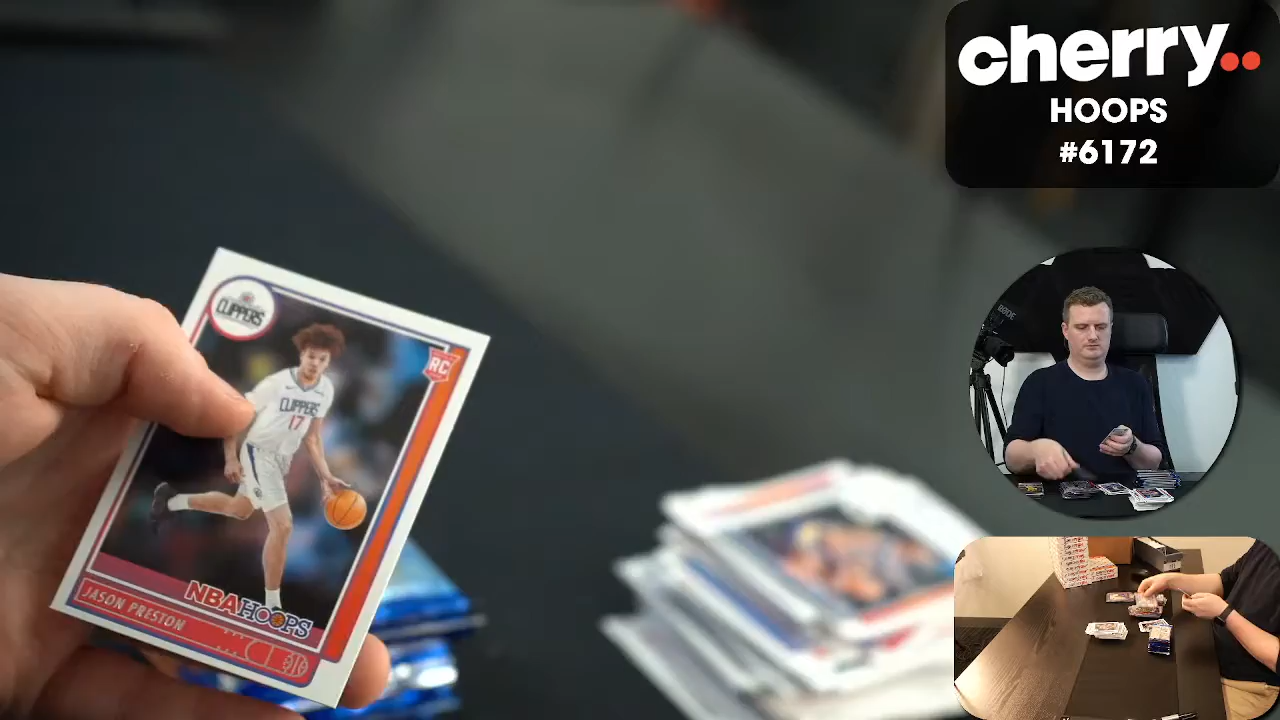 cherry..
HOOPS
#6172
CLIPPERS
RC
CLIPPERS
17
NBA HOOPS
JASON PRESTON